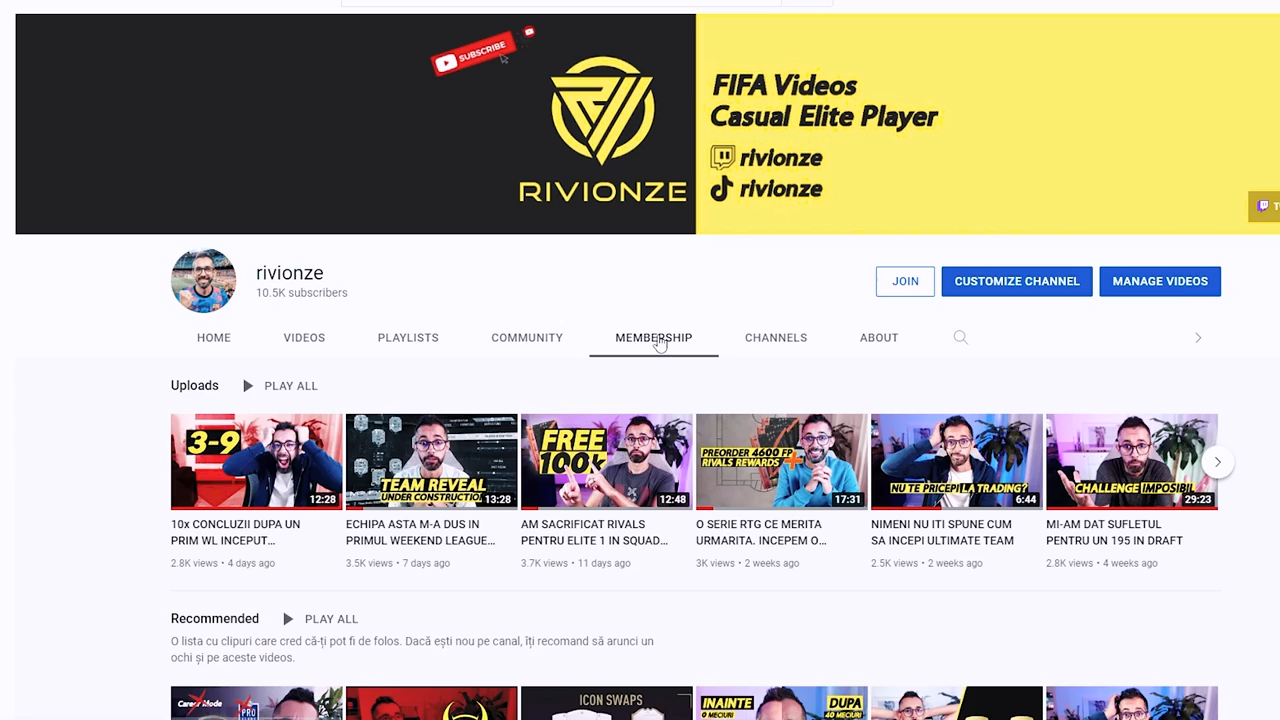 SUBSCRIBE
FIFA Videos
Casual Elite Player
rivionze
rivionze
RIVIONZE
rivionze
10.5K subscribers
JOIN
CUSTOMIZE CHANNEL
MANAGE VIDEOS
HOME
VIDEOS
PLAYLISTS
COMMUNITY
MEMBERSHIP
CHANNELS
ABOUT
Uploads
PLAY ALL
3-9
12:28
TEAM REVEAL
UNDER CONSTRUCTION
13:28
FREE
100k
12:48
PREORDER 4600 FP
RIVALS REWARDS
17:31
NU TE PRICEPI LA TRADING?
6:44
CHALLENGE IMPOSIBIL
29:23
10x CONCLUZII DUPA UN
PRIM WL INCEPUT...
2.8K views • 4 days ago
ECHIPA ASTA M-A DUS IN
PRIMUL WEEKEND LEAGUE...
3.5K views • 7 days ago
AM SACRIFICAT RIVALS
PENTRU ELITE 1 IN SQUAD...
3.7K views • 11 days ago
O SERIE RTG CE MERITA
URMARITA. INCEPEM O...
3K views • 2 weeks ago
NIMENI NU ITI SPUNE CUM
SA INCEPI ULTIMATE TEAM
2.5K views • 2 weeks ago
MI-AM DAT SUFLETUL
PENTRU UN 195 IN DRAFT
2.8K views • 4 weeks ago
Recommended
PLAY ALL
O lista cu clipuri care cred că-ți pot fi de folos. Dacă ești nou pe canal, îți recomand să arunci un
ochi și pe aceste videos.
Career Mode
PRO
ICON SWAPS
INAINTE
0 MECIURI
DUPA
40 MECIURI